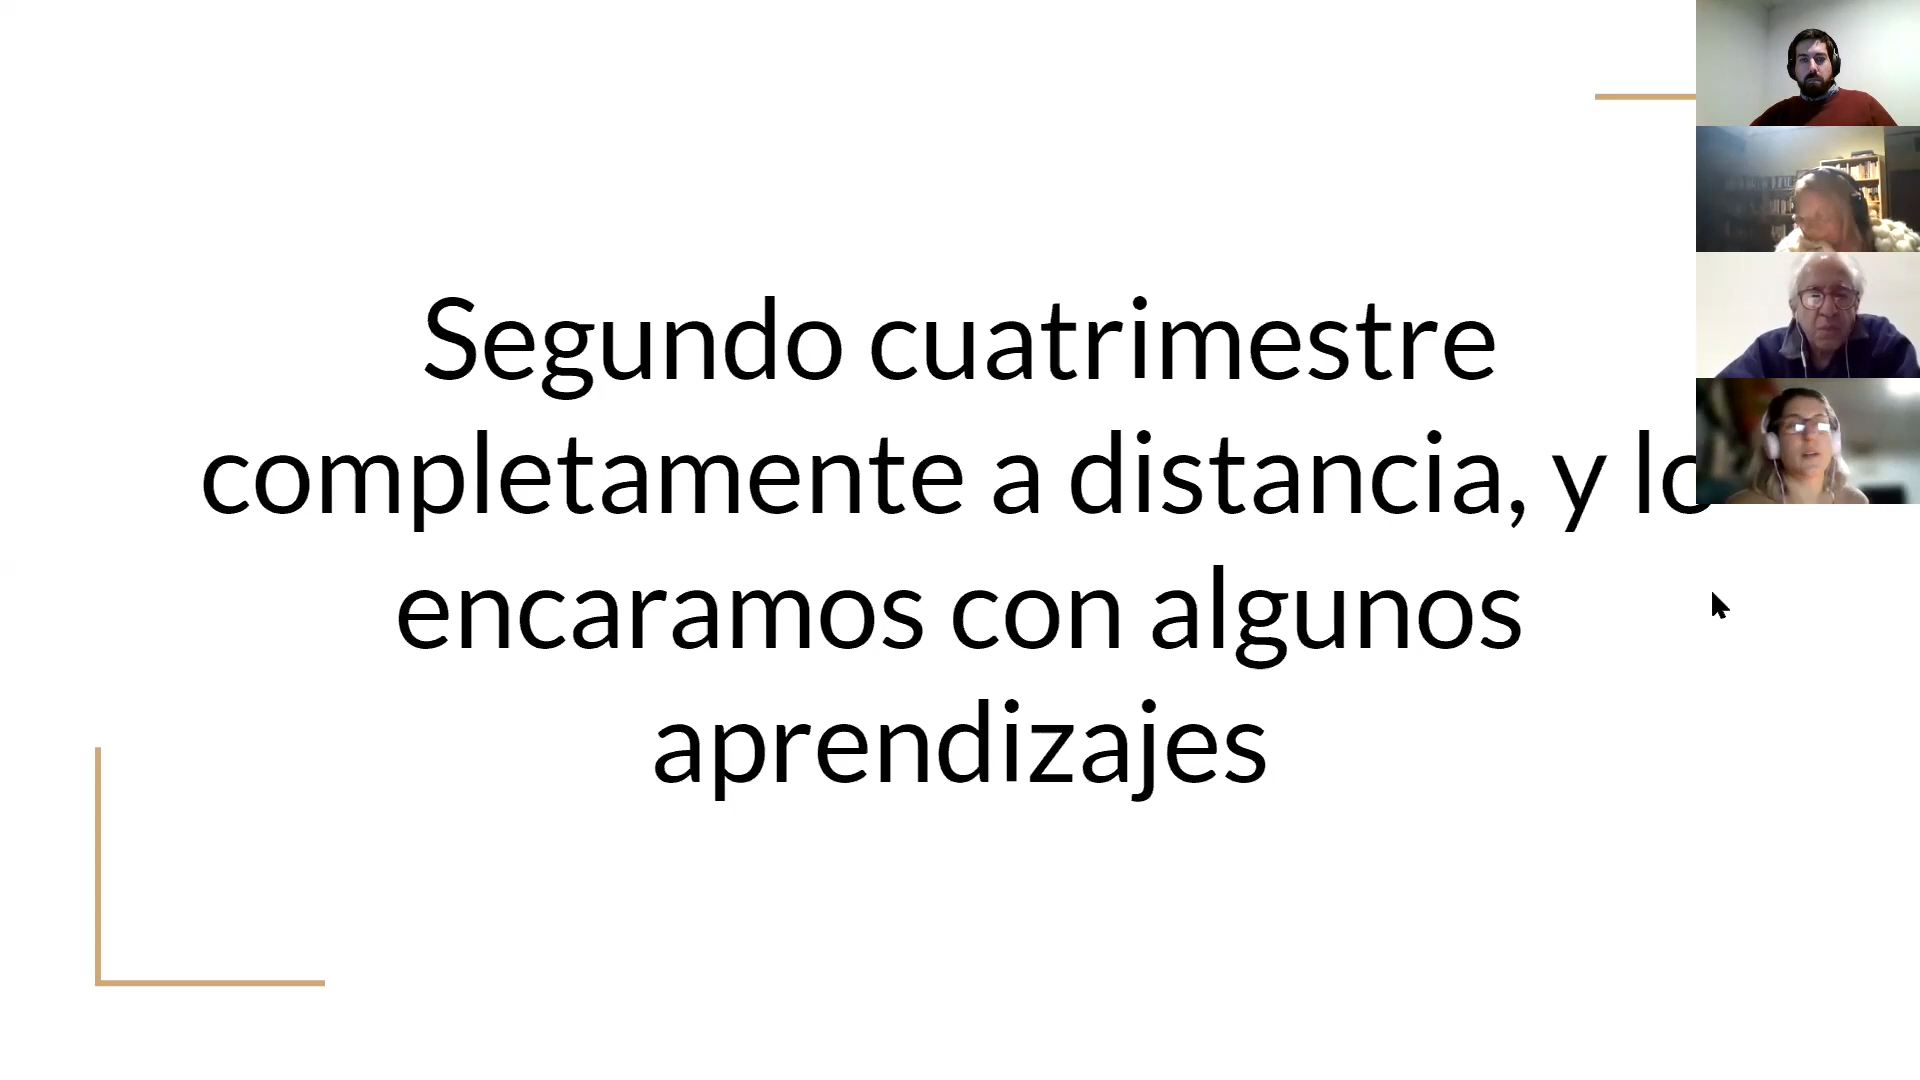 Segundo cuatrimestre
completamente a distancia, y lo
encaramos con algunos
aprendizajes